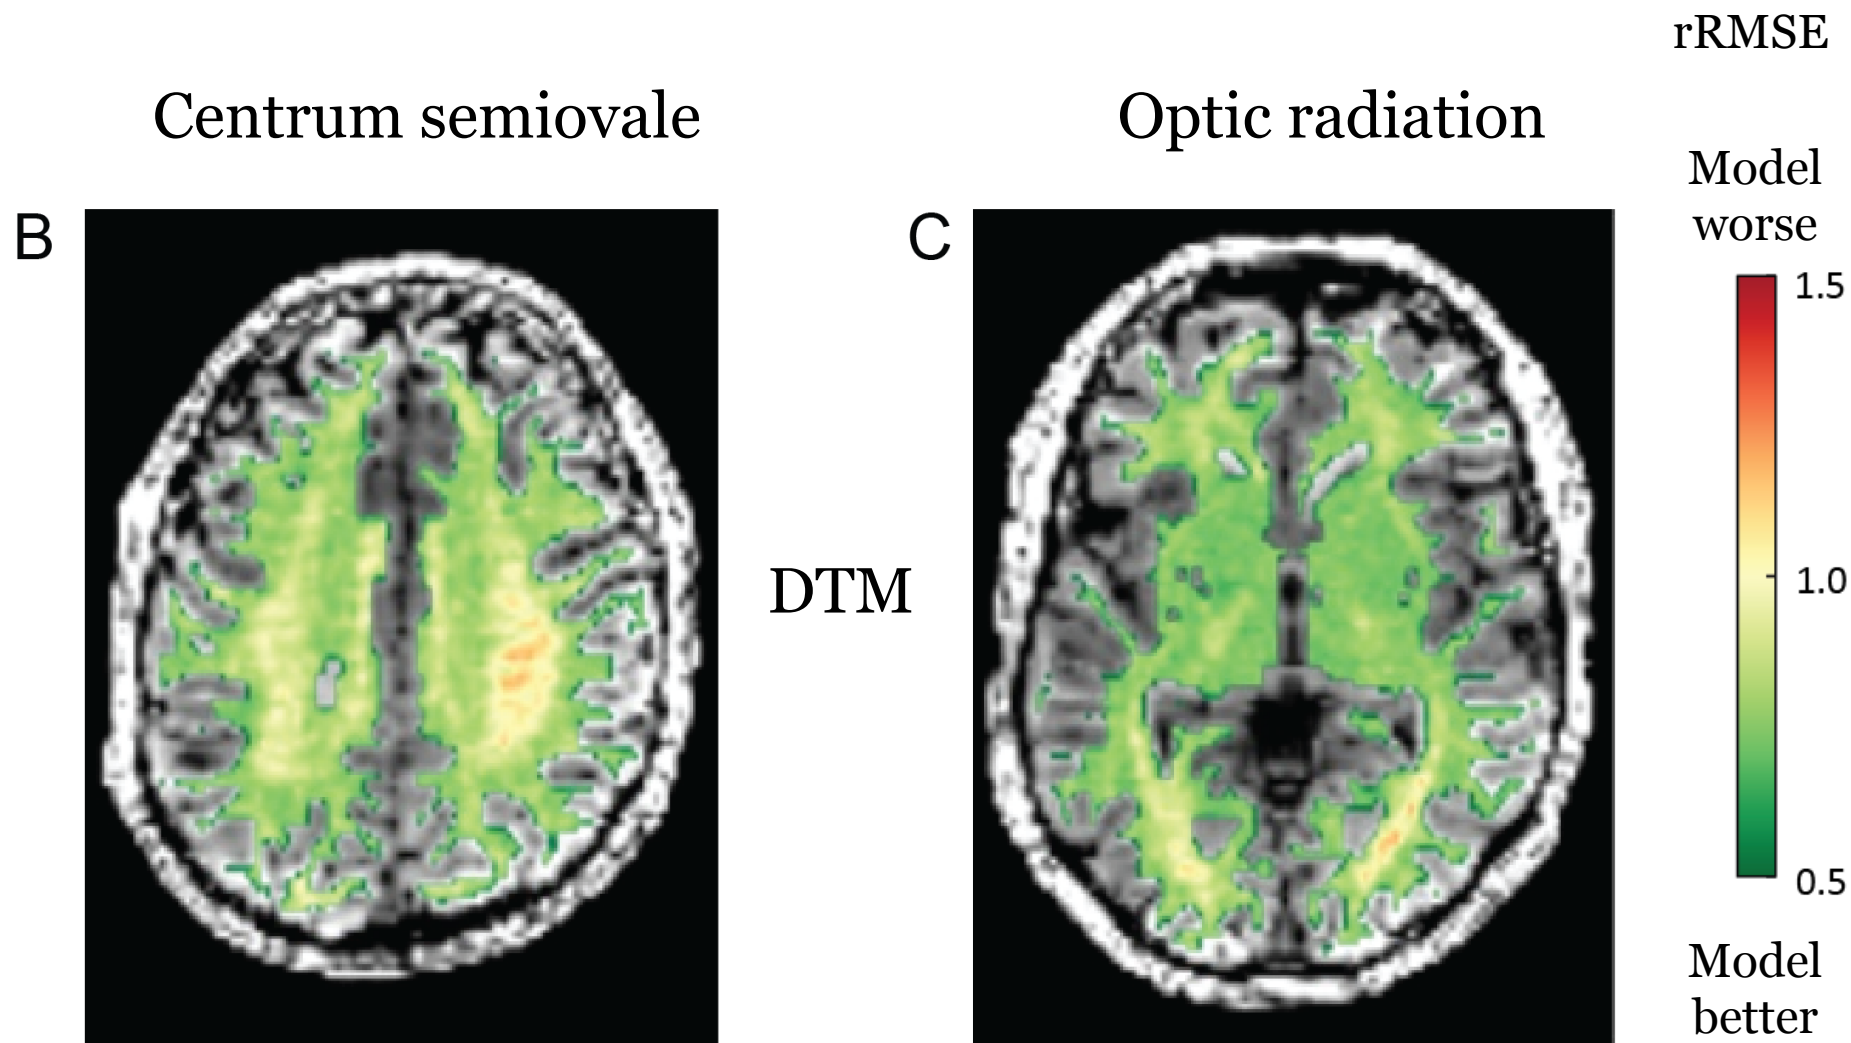 rRMSE
Centrum semiovale
Optic radiation
Model
worse
B
C
1.5
DTM
1.0
0.5
Model
better